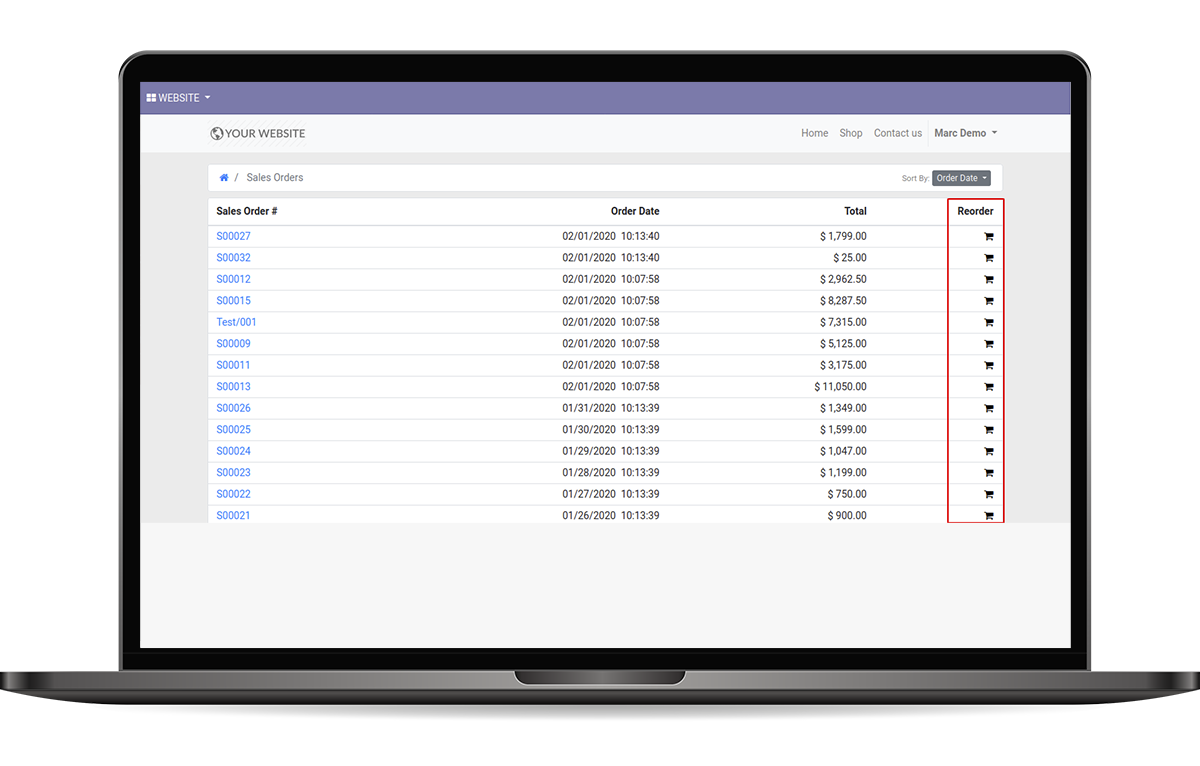 WEBSITE
YOUR WEBSITE Home Shop Contact us Marc Demo
/ Sales Orders Sort By: Order Date
Sales Order # Order Date Total Reorder
S00027 02/01/2020 10:13:40 $ 1,799.00
S00032 02/01/2020 10:13:40 $ 25.00
S00012 02/01/2020 10:07:58 $ 2,962.50
S00015 02/01/2020 10:07:58 $ 8,287.50
Test/001 02/01/2020 10:07:58 $ 7,315.00
S00009 02/01/2020 10:07:58 $ 5,125.00
S00011 02/01/2020 10:07:58 $ 3,175.00
S00013 02/01/2020 10:07:58 $ 11,050.00
S00026 01/31/2020 10:13:39 $ 1,349.00
S00025 01/30/2020 10:13:39 $ 1,599.00
S00024 01/29/2020 10:13:39 $ 1,047.00
S00023 01/28/2020 10:13:39 $ 1,199.00
S00022 01/27/2020 10:13:39 $ 750.00
S00021 01/26/2020 10:13:39 $ 900.00